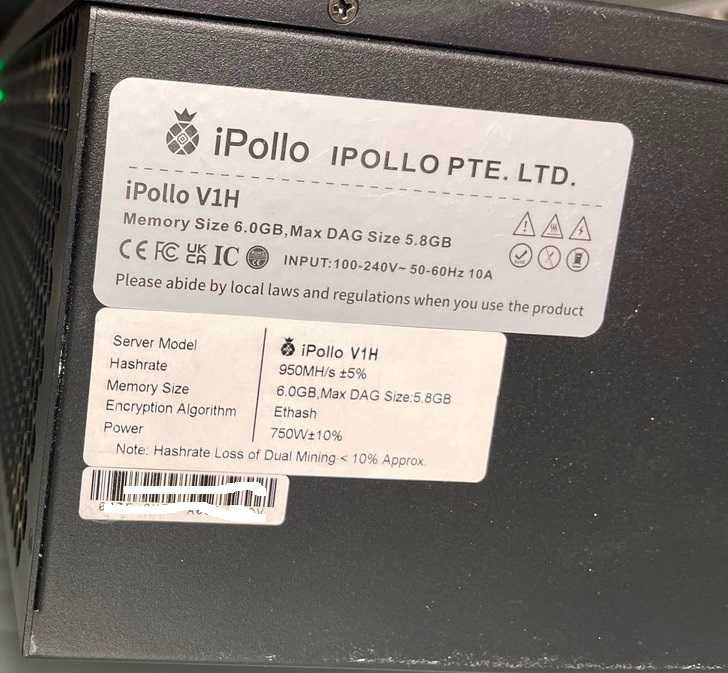 iPollo IPOLLO PTE. LTD.
iPollo V1H
Memory Size 6.0GB,Max DAG Size 5.8GB
CE FC UK CA IC INPUT:100-240V~ 50-60Hz 10A
Please abide by local laws and regulations when you use the product
Server Model iPollo V1H
Hashrate 950MH/s ±5%
Memory Size 6.0GB,Max DAG Size:5.8GB
Encryption Algorithm Ethash
Power 750W±10%
Note: Hashrate Loss of Dual Mining < 10% Approx.